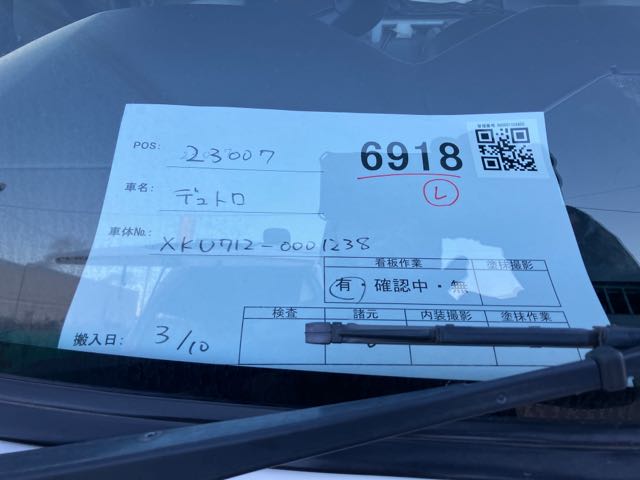 POS: 23007
6918
L
車名: デュトロ
車体No.: XKU712-0001238
看板作業 塗抹撮影
有・確認中・無
検査 諸元 内装撮影 塗抹作業
搬入日: 3/10